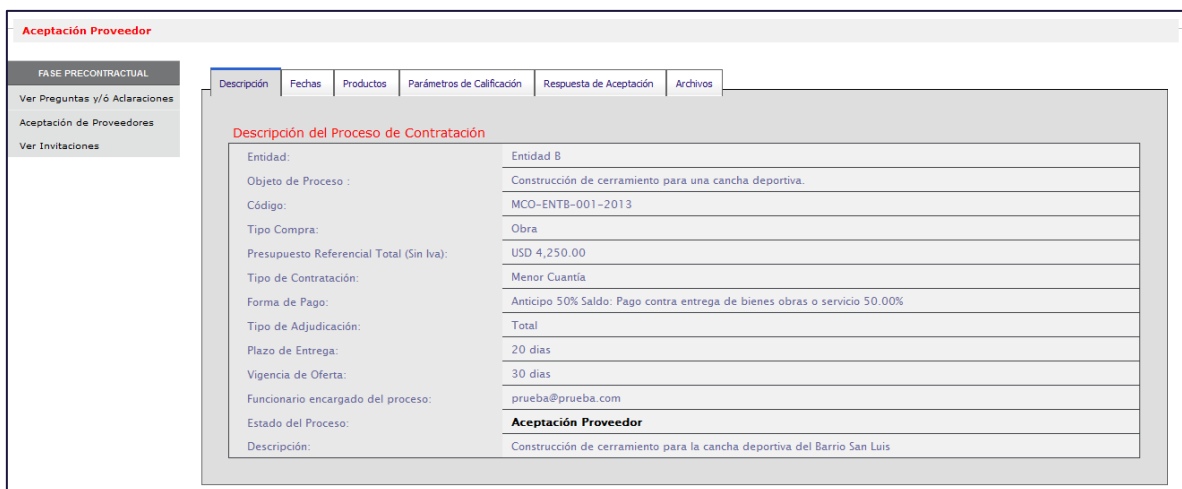 Aceptación Proveedor
FASE PRECONTRACTUAL
Ver Preguntas y/ó Aclaraciones
Aceptación de Proveedores
Ver Invitaciones
Descripción Fechas Productos Parámetros de Calificación Respuesta de Aceptación Archivos
Descripción del Proceso de Contratación
Entidad: Entidad B
Objeto de Proceso : Construcción de cerramiento para una cancha deportiva.
Código: MCO-ENTB-001-2013
Tipo Compra: Obra
Presupuesto Referencial Total (Sin Iva): USD 4,250.00
Tipo de Contratación: Menor Cuantía
Forma de Pago: Anticipo 50% Saldo: Pago contra entrega de bienes obras o servicio 50.00%
Tipo de Adjudicación: Total
Plazo de Entrega: 20 dias
Vigencia de Oferta: 30 dias
Funcionario encargado del proceso: prueba@prueba.com
Estado del Proceso: Aceptación Proveedor
Descripción: Construcción de cerramiento para la cancha deportiva del Barrio San Luis